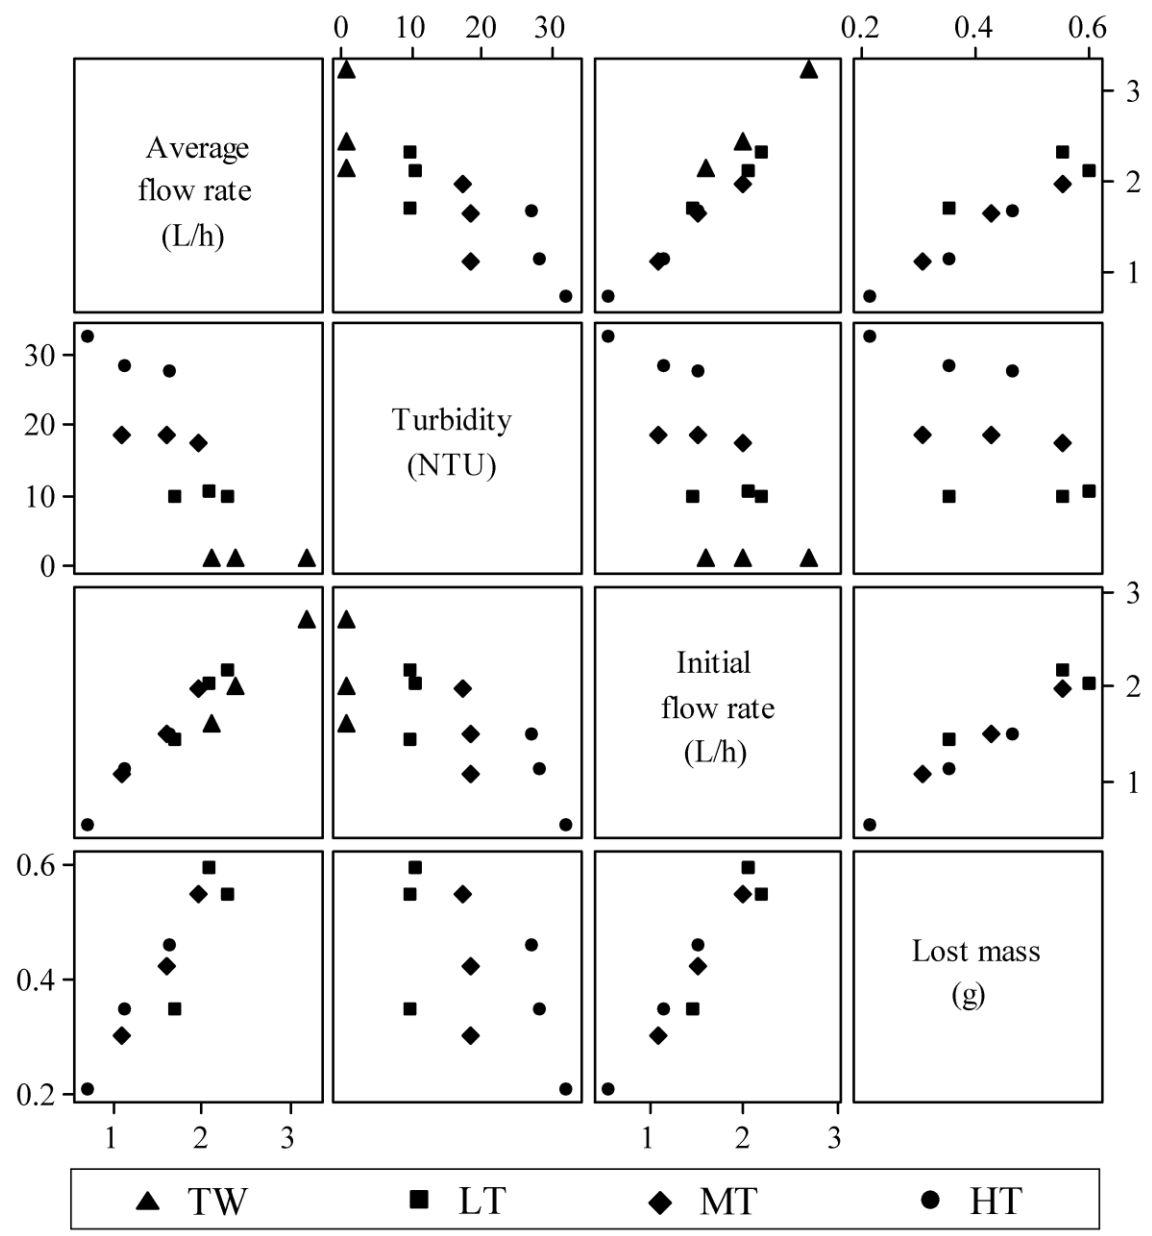 0 10 20 30 0.2 0.4 0.6
Average
flow rate
(L/h)
3
2
1
30
20
10
0
Turbidity
(NTU)
Initial
flow rate
(L/h)
3
2
1
0.6
0.4
0.2
Lost mass
(g)
1 2 3 1 2 3
TW LT MT HT